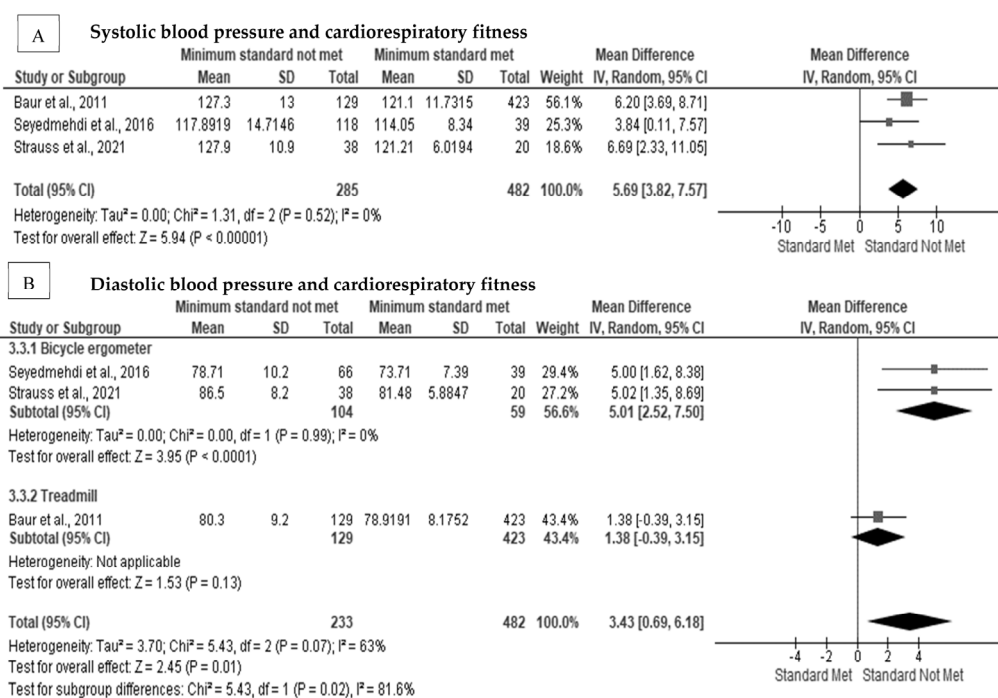 A Systolic blood pressure and cardiorespiratory fitness
Minimum standard not met Minimum standard met Mean Difference Mean Difference
Study or Subgroup Mean SD Total Mean SD Total Weight IV, Random, 95% CI IV, Random, 95% CI
Baur et al., 2011 127.3 13 129 121.1 11.7315 423 56.1% 6.20 [3.69, 8.71]
Seyedmehdi et al., 2016 117.8919 14.7146 118 114.05 8.34 39 25.3% 3.84 [0.11, 7.57]
Strauss et al., 2021 127.9 10.9 38 121.21 6.0194 20 18.6% 6.69 [2.33, 11.05]
Total (95% CI) 285 482 100.0% 5.69 [3.82, 7.57]
Heterogeneity: Tau² = 0.00; Chi² = 1.31, df = 2 (P = 0.52); I² = 0%
Test for overall effect: Z = 5.94 (P < 0.00001)
-10 -5 0 5 10
Standard Met Standard Not Met
B Diastolic blood pressure and cardiorespiratory fitness
Minimum standard not met Minimum standard met Mean Difference Mean Difference
Study or Subgroup Mean SD Total Mean SD Total Weight IV, Random, 95% CI IV, Random, 95% CI
3.3.1 Bicycle ergometer
Seyedmehdi et al., 2016 78.71 10.2 66 73.71 7.39 39 29.4% 5.00 [1.62, 8.38]
Strauss et al., 2021 86.5 8.2 38 81.48 5.8847 20 27.2% 5.02 [1.35, 8.69]
Subtotal (95% CI) 104 59 56.6% 5.01 [2.52, 7.50]
Heterogeneity: Tau² = 0.00; Chi² = 0.00, df = 1 (P = 0.99); I² = 0%
Test for overall effect: Z = 3.95 (P < 0.0001)
3.3.2 Treadmill
Baur et al., 2011 80.3 9.2 129 78.9191 8.1752 423 43.4% 1.38 [-0.39, 3.15]
Subtotal (95% CI) 129 423 43.4% 1.38 [-0.39, 3.15]
Heterogeneity: Not applicable
Test for overall effect: Z = 1.53 (P = 0.13)
Total (95% CI) 233 482 100.0% 3.43 [0.69, 6.18]
Heterogeneity: Tau² = 3.70; Chi² = 5.43, df = 2 (P = 0.07); I² = 63%
Test for overall effect: Z = 2.45 (P = 0.01)
Test for subgroup differences: Chi² = 5.43, df = 1 (P = 0.02), I² = 81.6%
-4 -2 0 2 4
Standard Met Standard Not Met